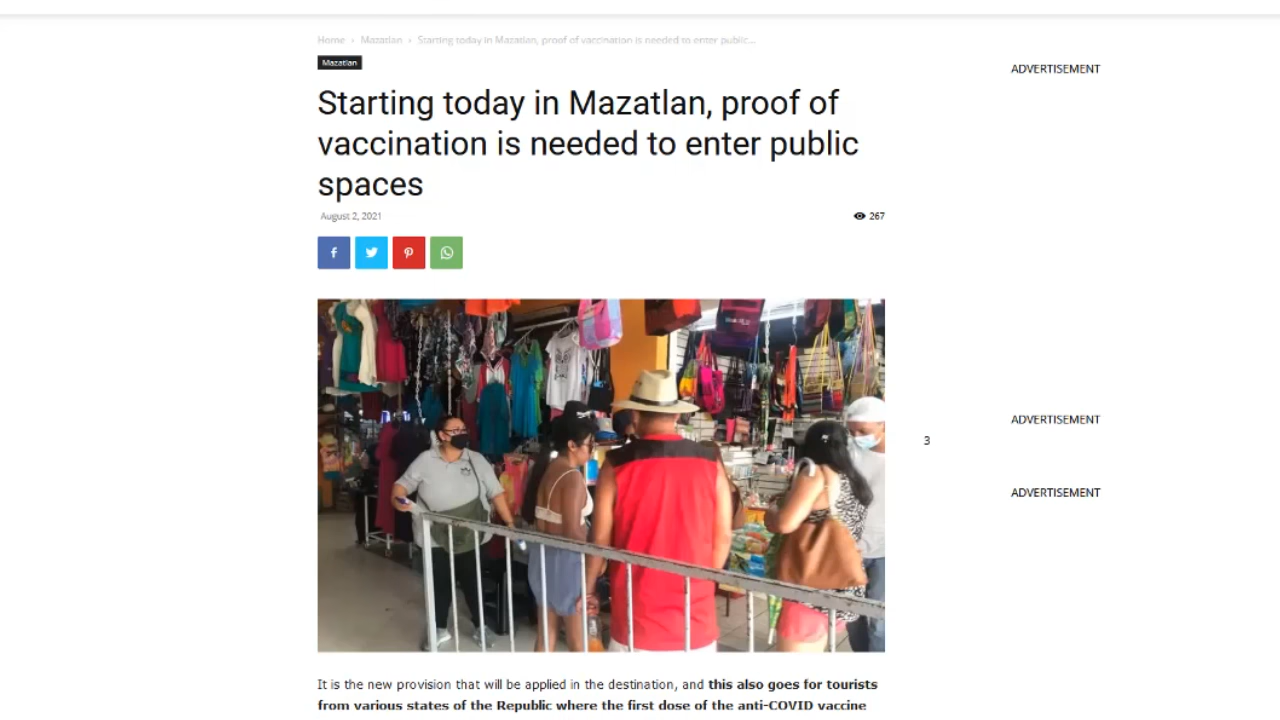 Home › Mazatlan › Starting today in Mazatlan, proof of vaccination is needed to enter public...
ADVERTISEMENT
Mazatlan
Starting today in Mazatlan, proof of
vaccination is needed to enter public
spaces
August 2, 2021
267
ADVERTISEMENT
3
ADVERTISEMENT
It is the new provision that will be applied in the destination, and this also goes for tourists
from various states of the Republic where the first dose of the anti-COVID vaccine